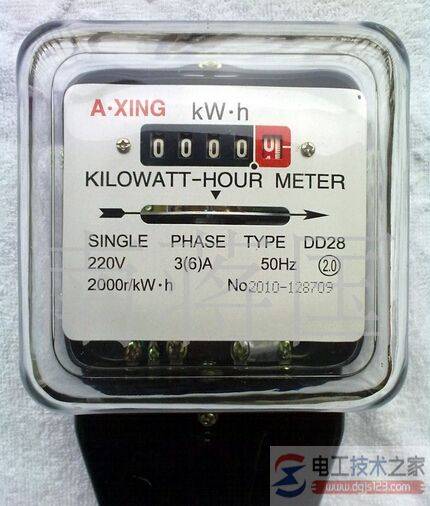 A·XING kW·h
0000
KILOWATT-HOUR METER
SINGLE PHASE TYPE DD28
220V 3(6)A 50Hz 2.0
2000r/kW·h No2010-128709
电工技术之家
www.dgjs123.com